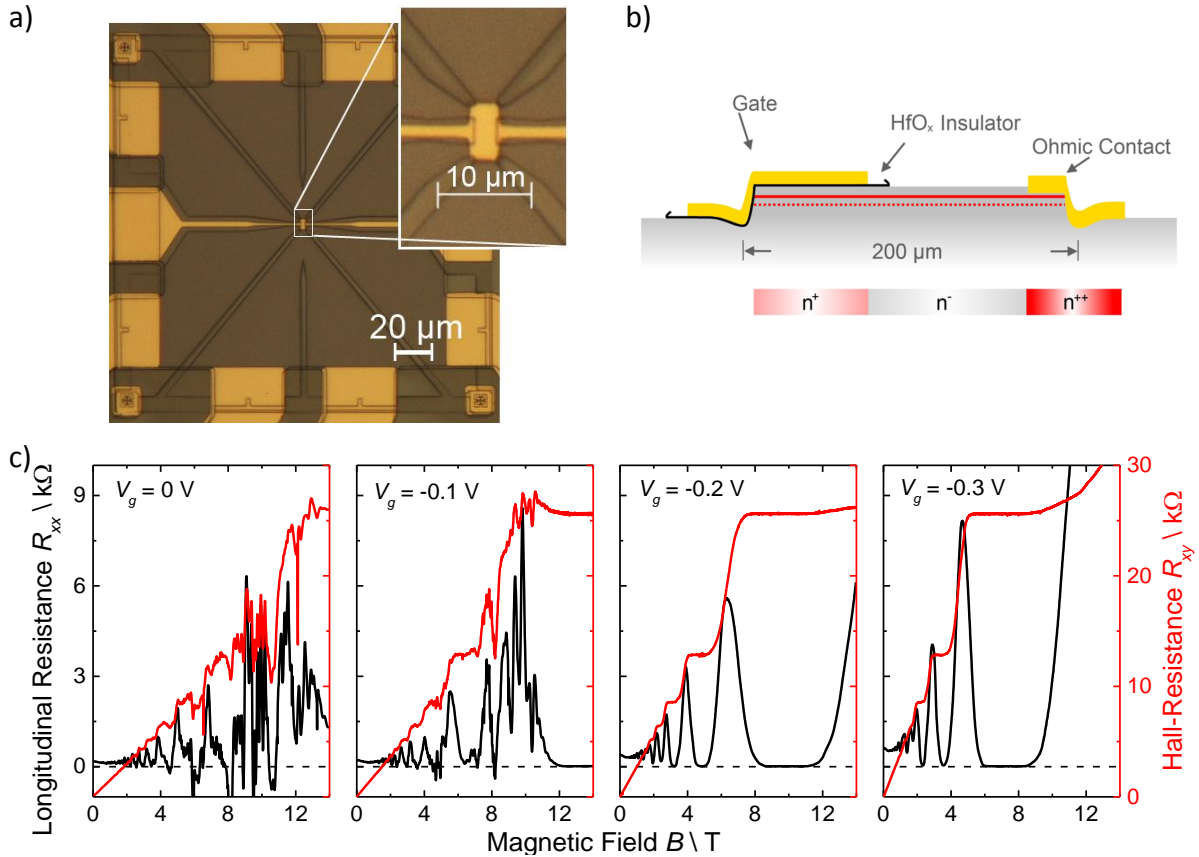 a)
10 µm
20 µm
b)
Gate
HfOₓ Insulator
Ohmic Contact
200 µm
n⁺
n⁻
n⁺⁺
c)
Longitudinal Resistance Rₓₓ \ kΩ
9
6
3
0
V_g = 0 V
V_g = -0.1 V
V_g = -0.2 V
V_g = -0.3 V
30
20
10
0
Hall-Resistance R_xy \ kΩ
0 4 8 12
0 4 8 12
0 4 8 12
0 4 8 12
Magnetic Field B \ T